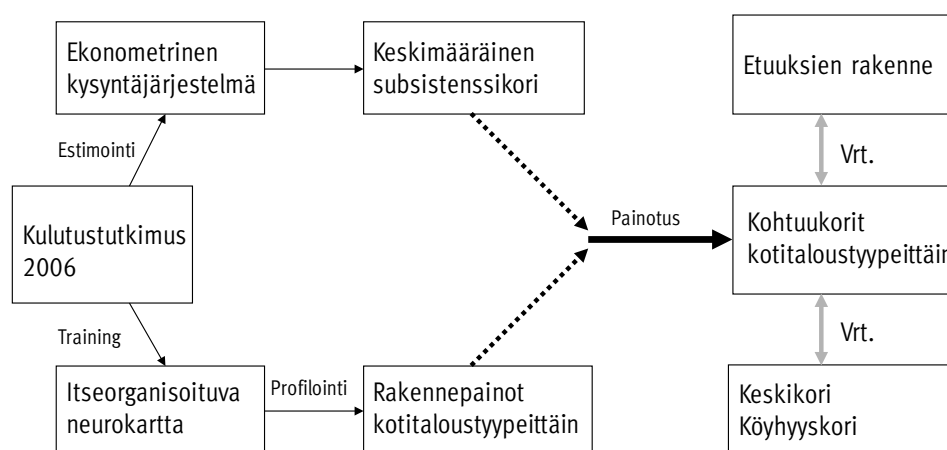 Ekonometrinen
kysyntäjärjestelmä
Keskimääräinen
subsistenssikori
Etuuksien rakenne
Estimointi
Vrt.
Kulutustutkimus
2006
Painotus
Kohtuukorit
kotitaloustyypeittäin
Training
Vrt.
Itseorganisoituva
neurokartta
Profilointi
Rakennepainot
kotitaloustyypeittäin
Keskikori
Köyhyyskori